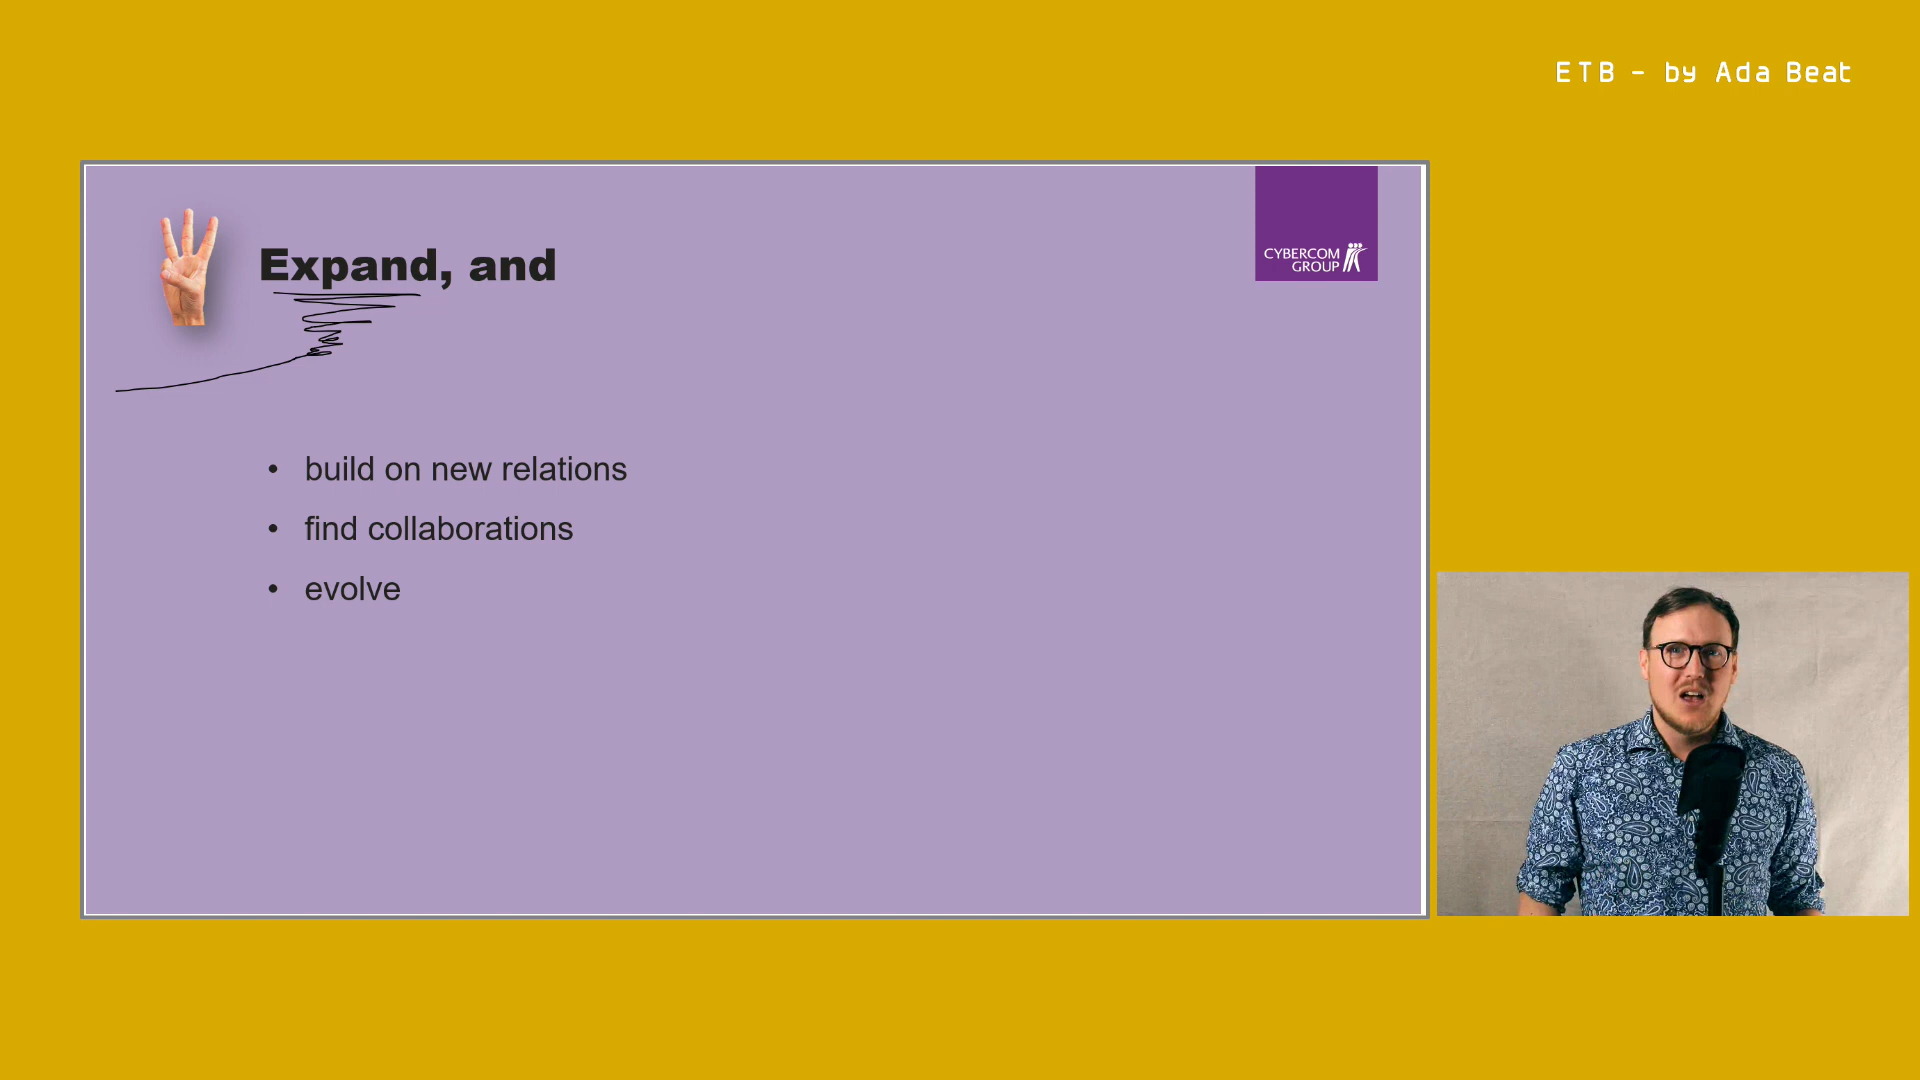 ETB - by Ada Beat
Expand, and
CYBERCOM
GROUP
• build on new relations
• find collaborations
• evolve